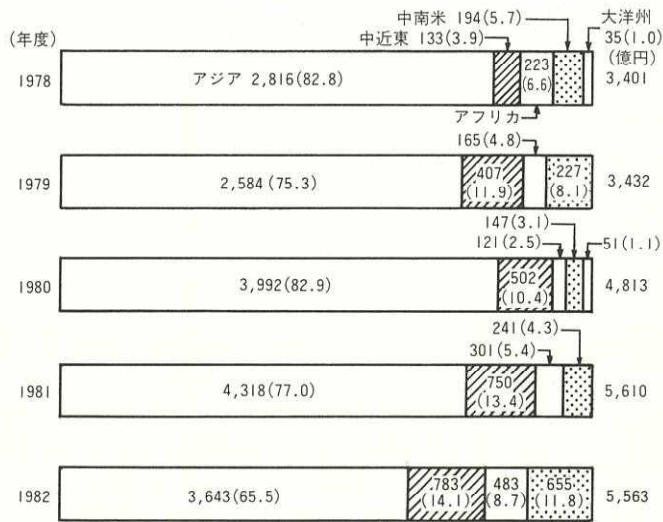 中南米 194(5.7) 大洋州
(年度) 中近東 133(3.9) 35(1.0)
(億円)
1978 アジア 2,816(82.8) 223 3,401
(6.6)
アフリカ
165(4.8)
1979 2,584(75.3) 407 227 3,432
(11.9) (8.1)
147(3.1)
121(2.5) 51(1.1)
1980 3,992(82.9) 502 4,813
(10.4)
241(4.3)
301(5.4)
1981 4,318(77.0) 750 5,610
(13.4)
1982 3,643(65.5) 783 483 655 5,563
(14.1) (8.7) (11.8)